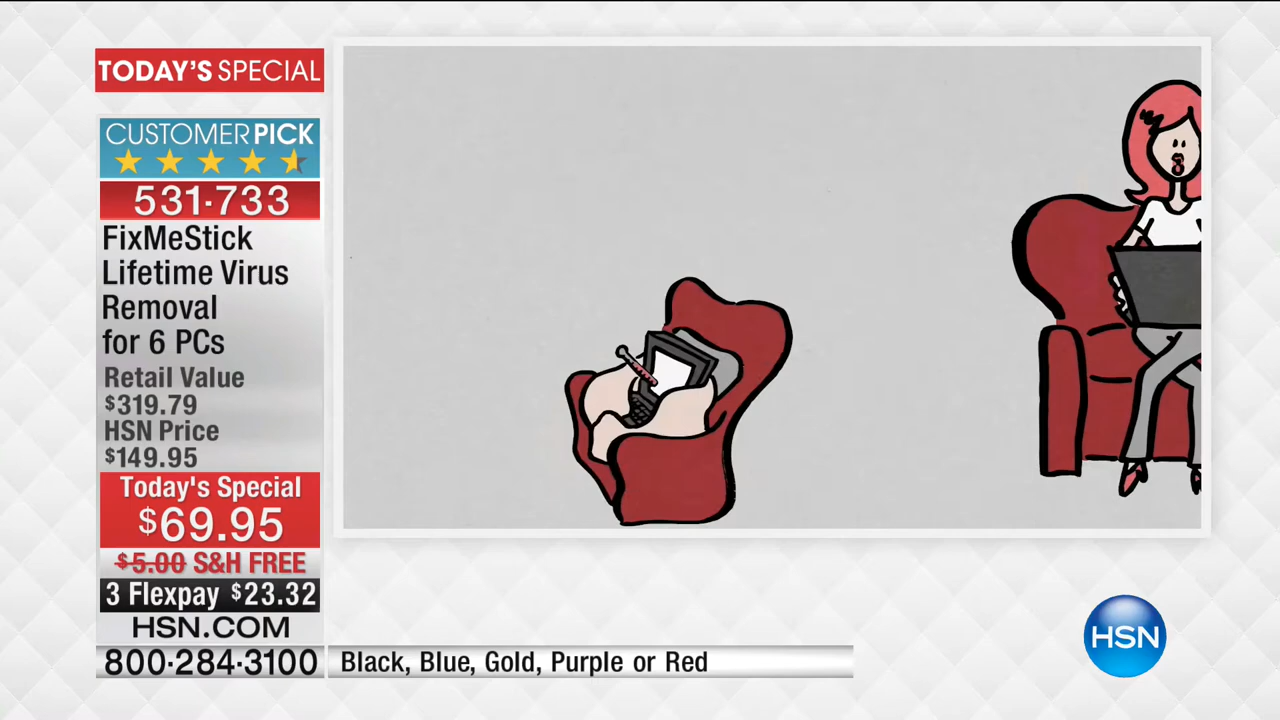 TODAY'S SPECIAL
CUSTOMER PICK
531·733
FixMeStick
Lifetime Virus
Removal
for 6 PCs
Retail Value
$319.79
HSN Price
$149.95
Today's Special
$69.95
$5.00 S&H FREE
3 Flexpay $23.32
HSN.COM
800·284·3100
Black, Blue, Gold, Purple or Red
HSN